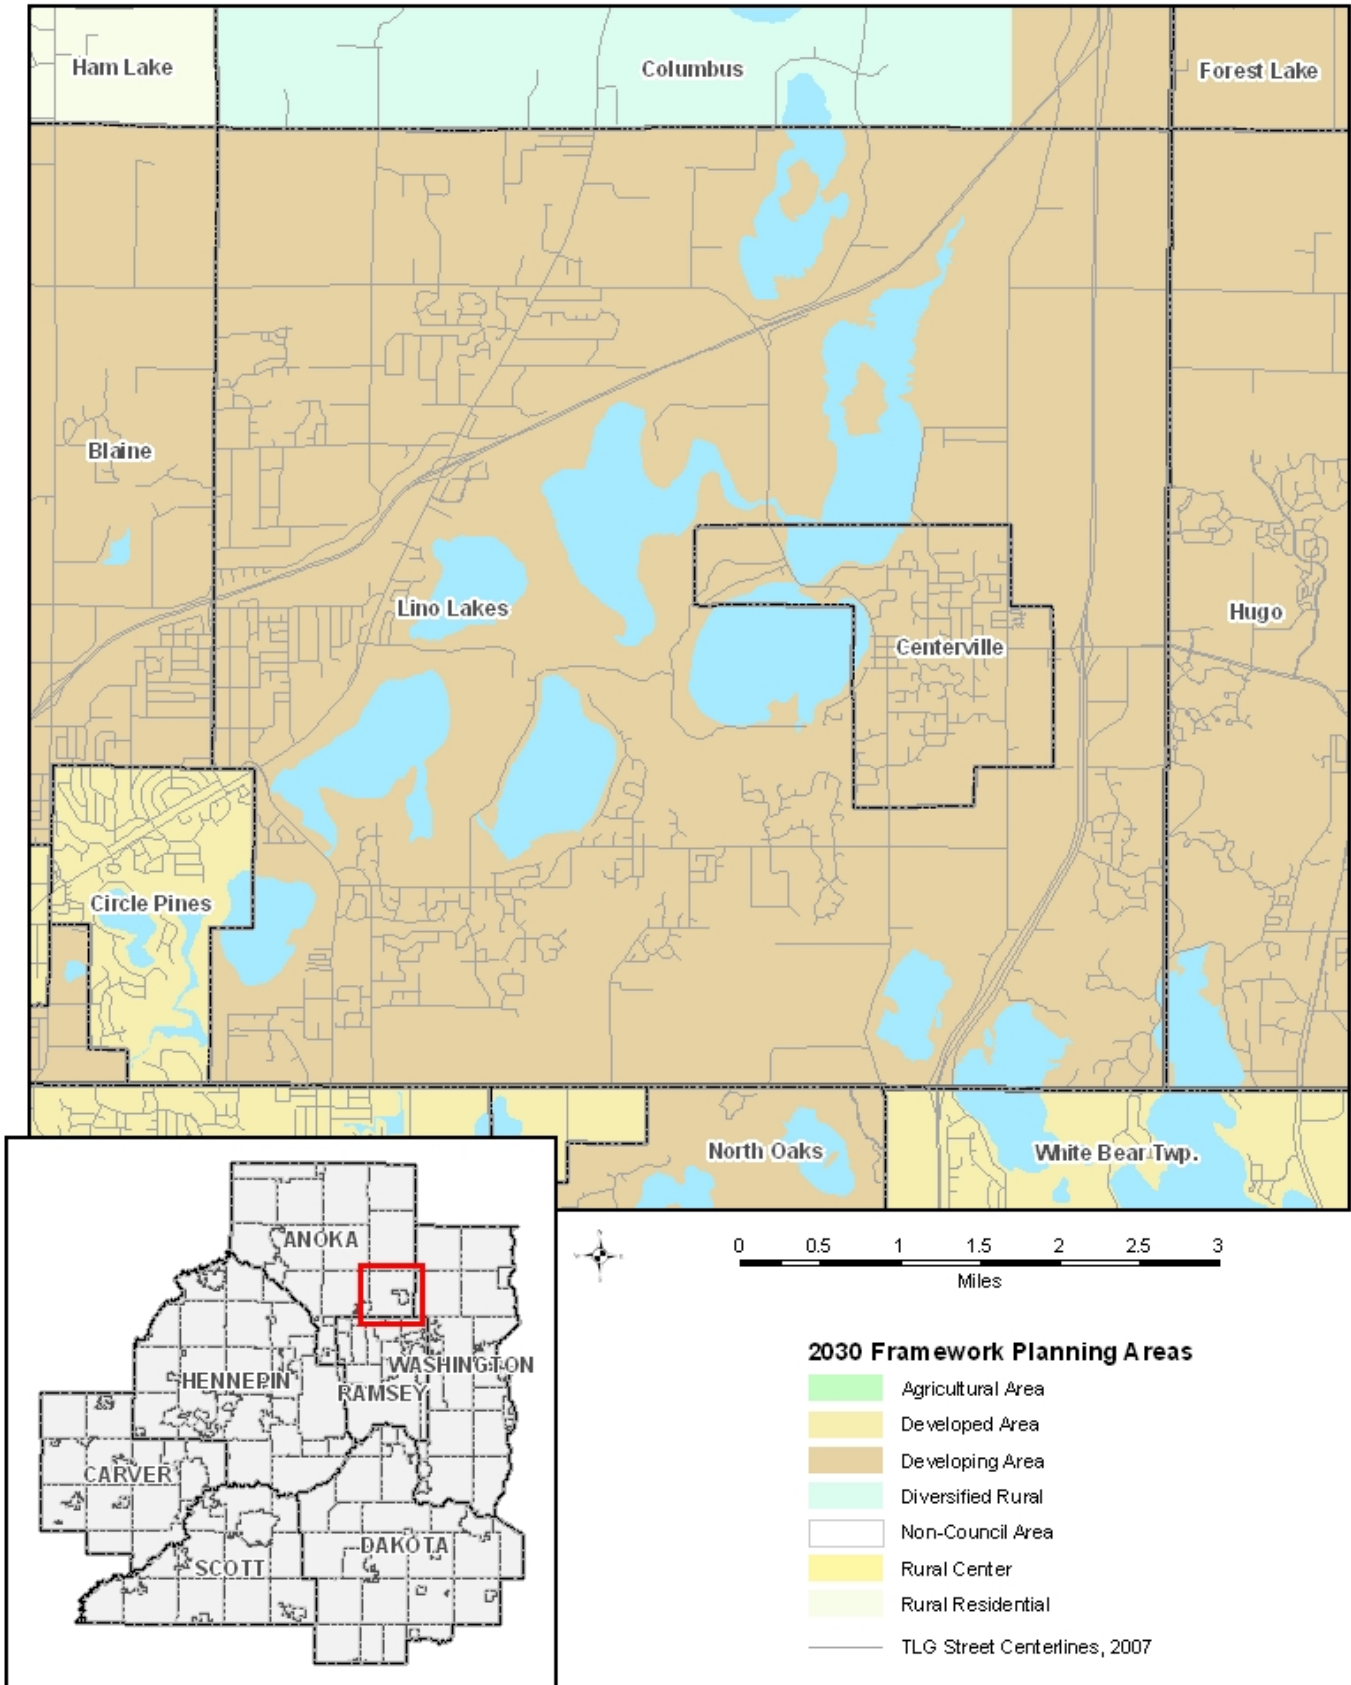 Ham Lake
Columbus
Forest Lake
Blaine
Lino Lakes
Hugo
Centerville
Circle Pines
North Oaks
White Bear Twp.
ANOKA
WASHINGTON
HENNEPIN
RAMSEY
CARVER
DAKOTA
SCOTT
0 0.5 1 1.5 2 2.5 3
Miles
2030 Framework Planning Areas
Agricultural Area
Developed Area
Developing Area
Diversified Rural
Non-Council Area
Rural Center
Rural Residential
TLG Street Centerlines, 2007